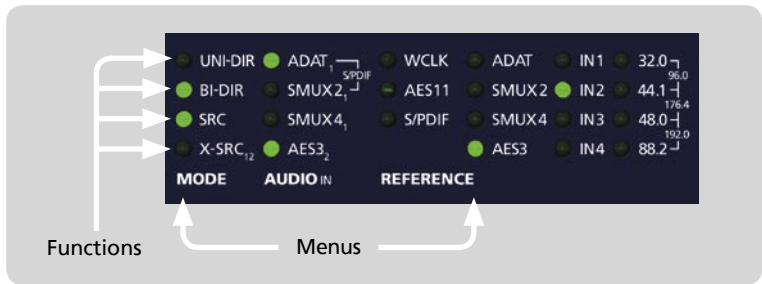 UNI-DIR ADAT1 WCLK ADAT IN1 32.0
S/PDIF 96.0
BI-DIR SMUX21 AES11 SMUX2 IN2 44.1
176.4
SRC SMUX41 S/PDIF SMUX4 IN3 48.0
192.0
X-SRC12 AES32 AES3 IN4 88.2
MODE AUDIO IN REFERENCE
Functions Menus